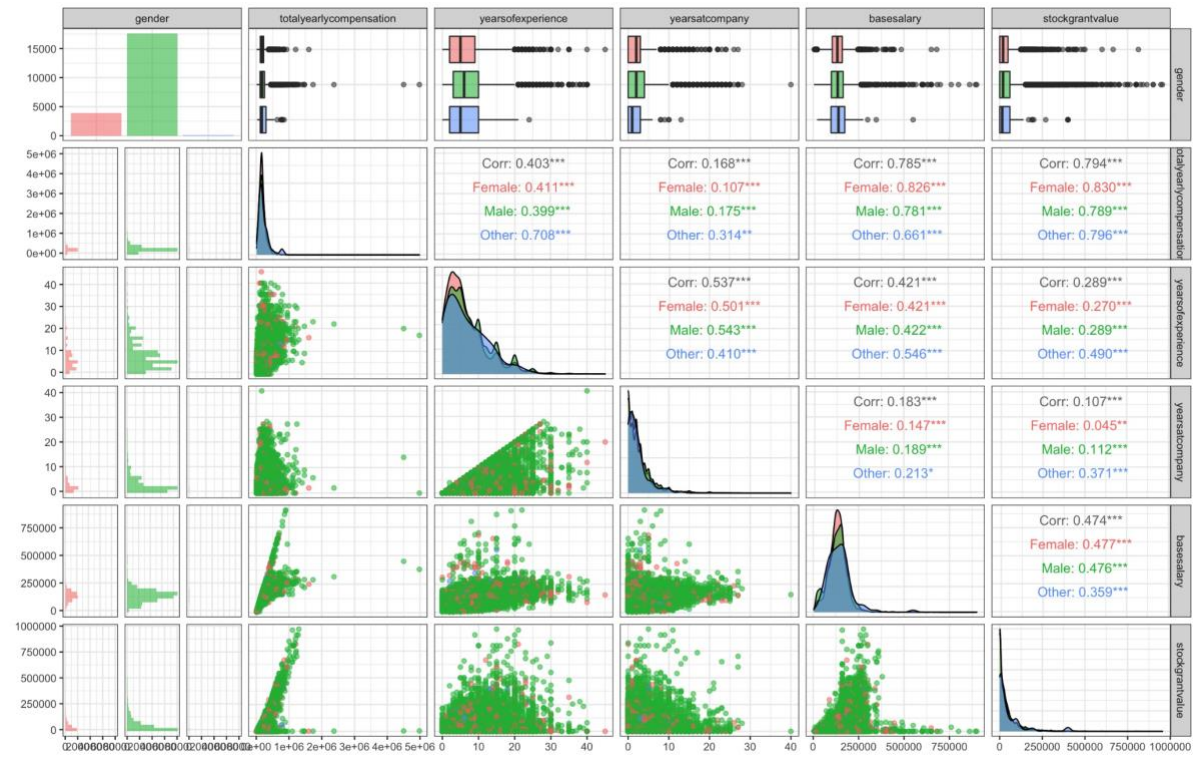 gender totalyearlycompensation yearsofexperience yearsatcompany basesalary stockgrantvalue
15000
10000
5000
0
gender
5e+06
4e+06
3e+06
2e+06
1e+06
0e+00
Corr: 0.403*** Corr: 0.168*** Corr: 0.785*** Corr: 0.794***
Female: 0.411*** Female: 0.107*** Female: 0.826*** Female: 0.830***
Male: 0.399*** Male: 0.175*** Male: 0.781*** Male: 0.789***
Other: 0.708*** Other: 0.314** Other: 0.661*** Other: 0.796***
otalyearlycompensation
40
30
20
10
0
Corr: 0.537*** Corr: 0.421*** Corr: 0.289***
Female: 0.501*** Female: 0.421*** Female: 0.270***
Male: 0.543*** Male: 0.422*** Male: 0.289***
Other: 0.410*** Other: 0.546*** Other: 0.490***
yearsofexperience
40
30
20
10
0
Corr: 0.183*** Corr: 0.107***
Female: 0.147*** Female: 0.045**
Male: 0.189*** Male: 0.112***
Other: 0.213* Other: 0.371***
yearsatcompany
750000
500000
250000
0
Corr: 0.474***
Female: 0.477***
Male: 0.476***
Other: 0.359***
basesalary
1000000
750000
500000
250000
0
stockgrantvalue
1e+06 2e+06 3e+06 4e+06 5e+06 0 10 20 30 40 0 10 20 30 40 0 250000 500000 750000 0 250000 500000 750000 1000000